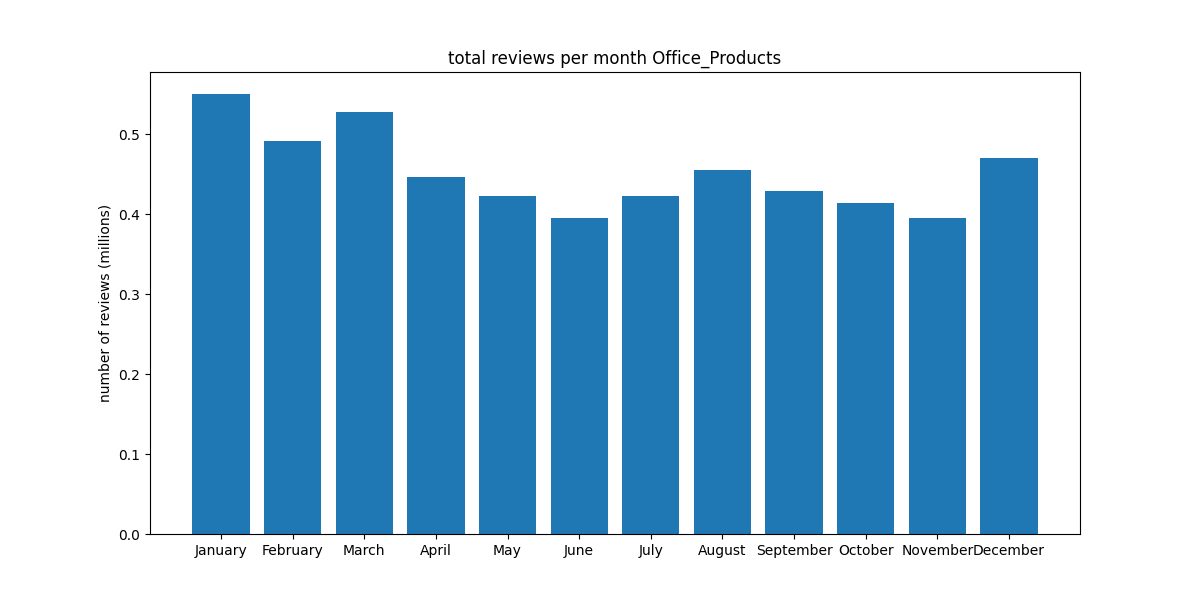 total reviews per month Office_Products
number of reviews (millions)
0.5
0.4
0.3
0.2
0.1
0.0
January February March April May June July August September October November December